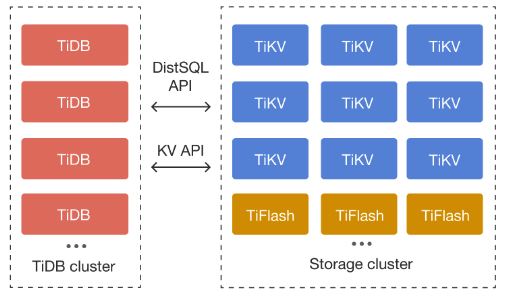 TiDB
TiDB
TiDB
TiDB
...
TiDB cluster
DistSQL
API
KV API
TiKV TiKV TiKV
TiKV TiKV TiKV
TiKV TiKV TiKV
TiFlash TiFlash TiFlash
...
Storage cluster